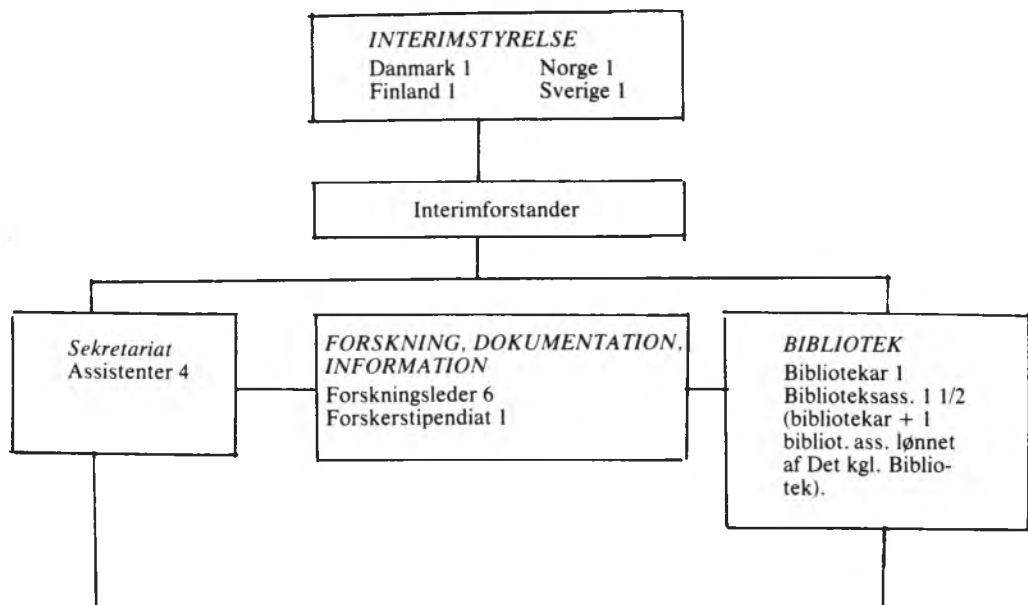 INTERIMSTYRELSE
Danmark 1 Norge 1
Finland 1 Sverige 1
Interimforstander
Sekretariat
Assistenter 4
FORSKNING, DOKUMENTATION,
INFORMATION
Forskningsleder 6
Forskerstipendiat 1
BIBLIOTEK
Bibliotekar 1
Biblioteksass. 1 1/2
(bibliotekar + 1
bibliot. ass. lønnet
af Det kgl. Biblio-
tek).